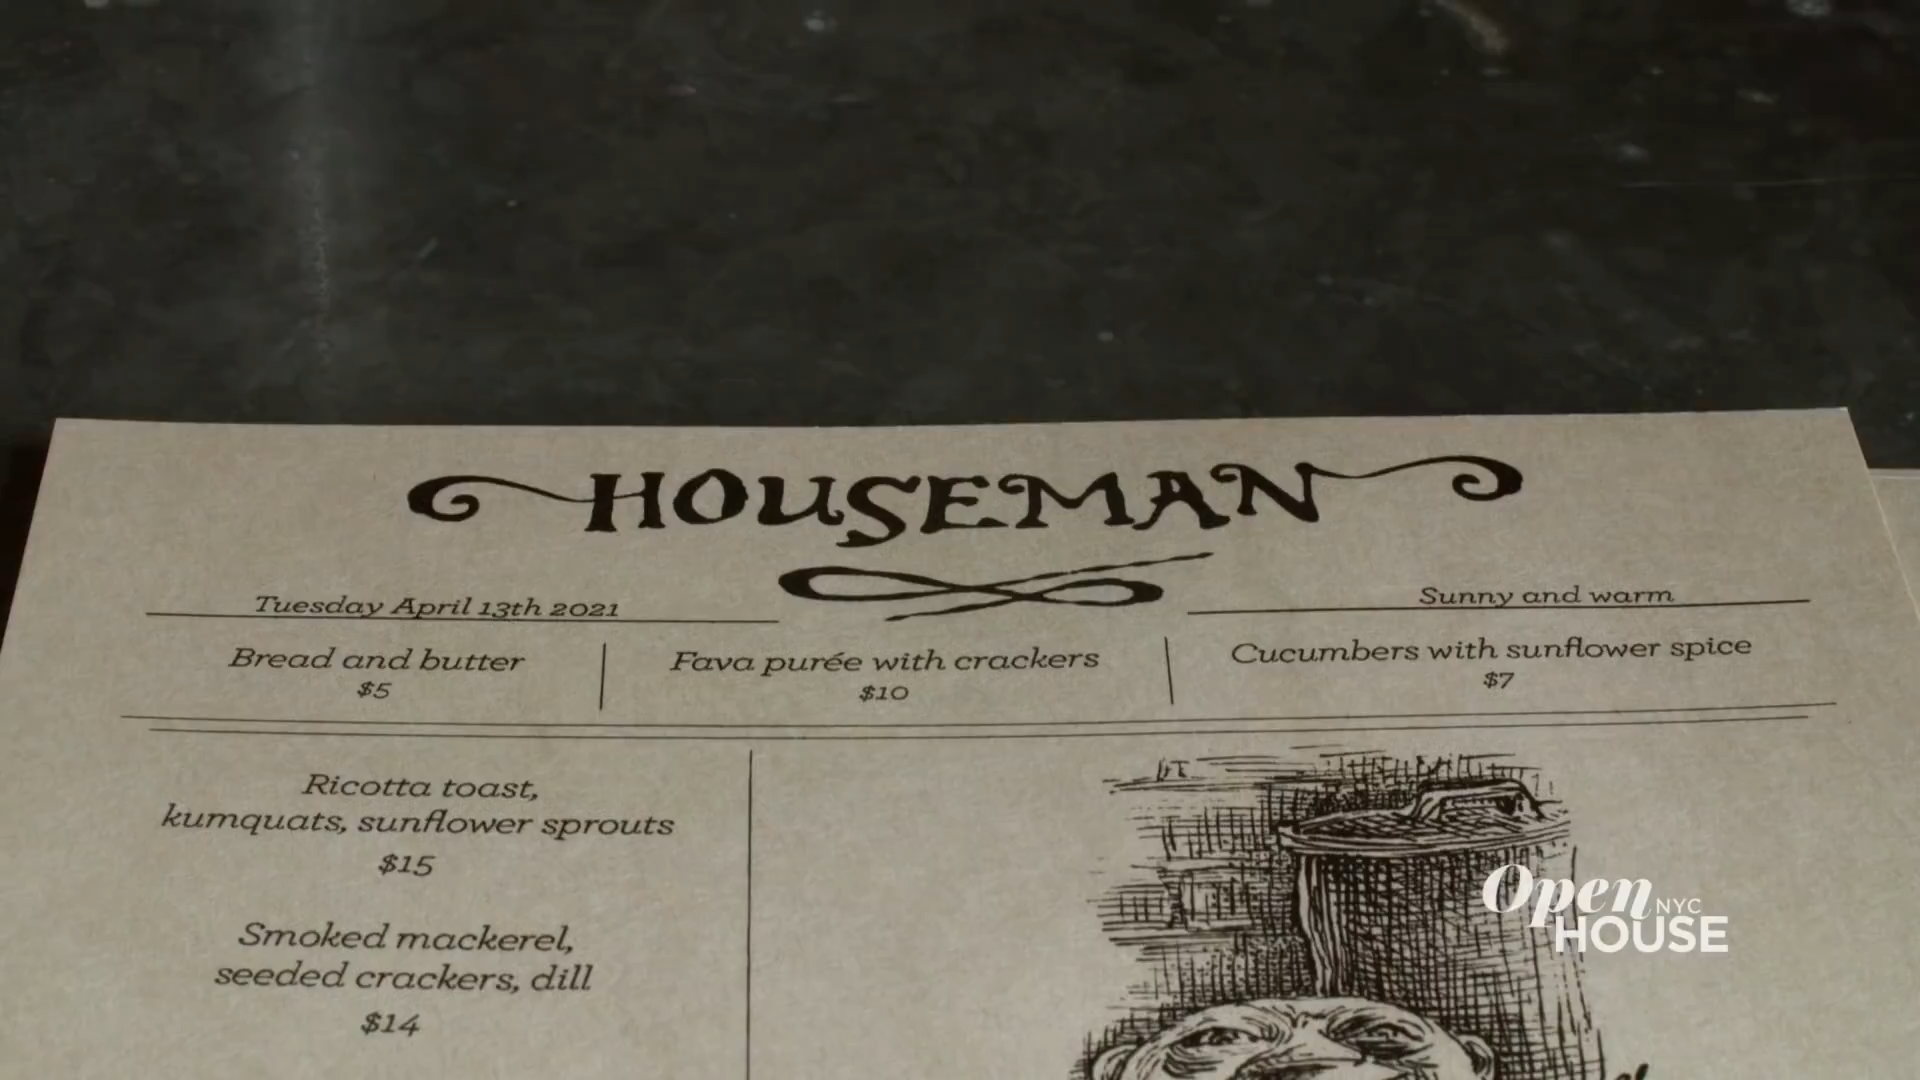 HOUSEMAN
Tuesday April 13th 2021
Sunny and warm
Bread and butter
$5
Fava purée with crackers
$10
Cucumbers with sunflower spice
$7
Ricotta toast,
kumquats, sunflower sprouts
$15
Smoked mackerel,
seeded crackers, dill
$14
Open NYC
HOUSE